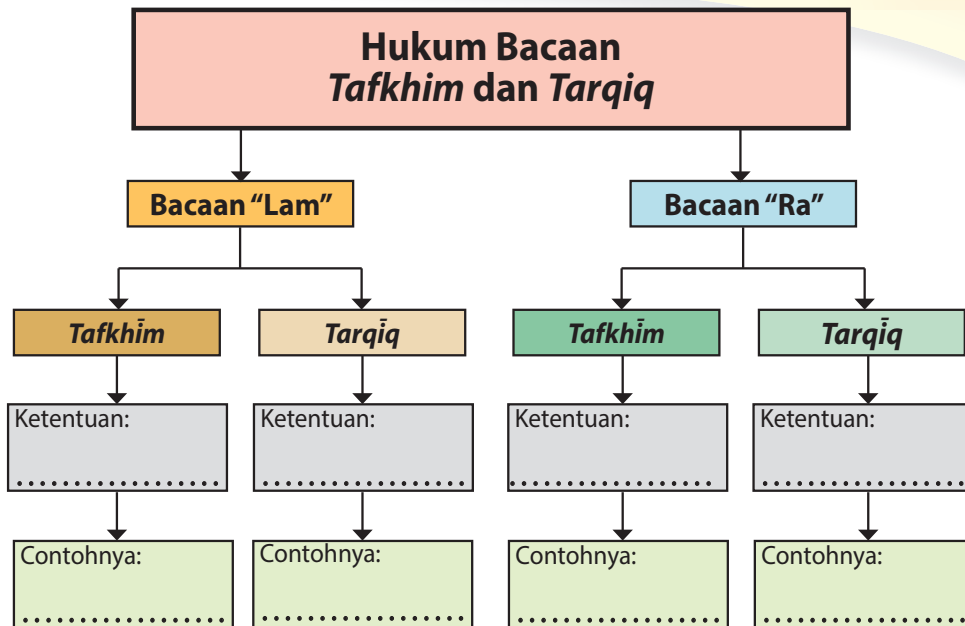 Hukum Bacaan
Tafkhim dan Tarqiq
Bacaan “Lam”
Bacaan “Ra”
Tafkhīm
Tarqīq
Tafkhīm
Tarqīq
Ketentuan:
Ketentuan:
Ketentuan:
Ketentuan:
Contohnya:
Contohnya:
Contohnya:
Contohnya: